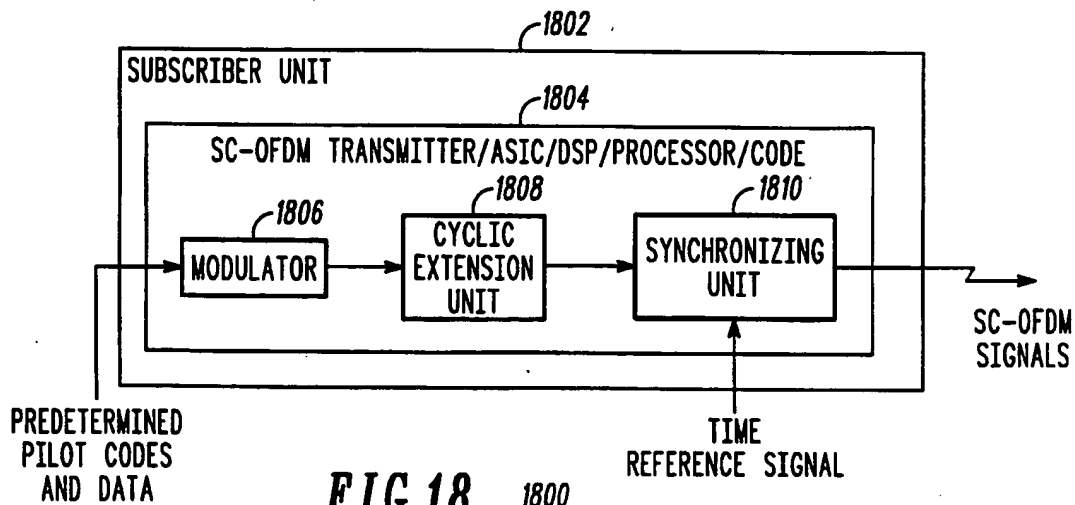 1802
SUBSCRIBER UNIT
1804
SC-OFDM TRANSMITTER/ASIC/DSP/PROCESSOR/CODE
1806
1808
1810
MODULATOR
CYCLIC
EXTENSION
UNIT
SYNCHRONIZING
UNIT
SC-OFDM
SIGNALS
PREDETERMINED
PILOT CODES
AND DATA
TIME
REFERENCE SIGNAL
FIG.18
1800